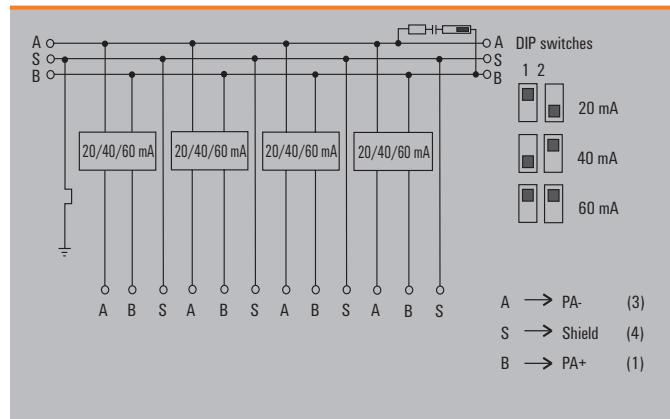 A A DIP switches
S S
B B 1 2
20 mA
20/40/60 mA 20/40/60 mA 20/40/60 mA 20/40/60 mA
40 mA
60 mA
A B S A B S A B S A B S
A PA- (3)
S Shield (4)
B PA+ (1)